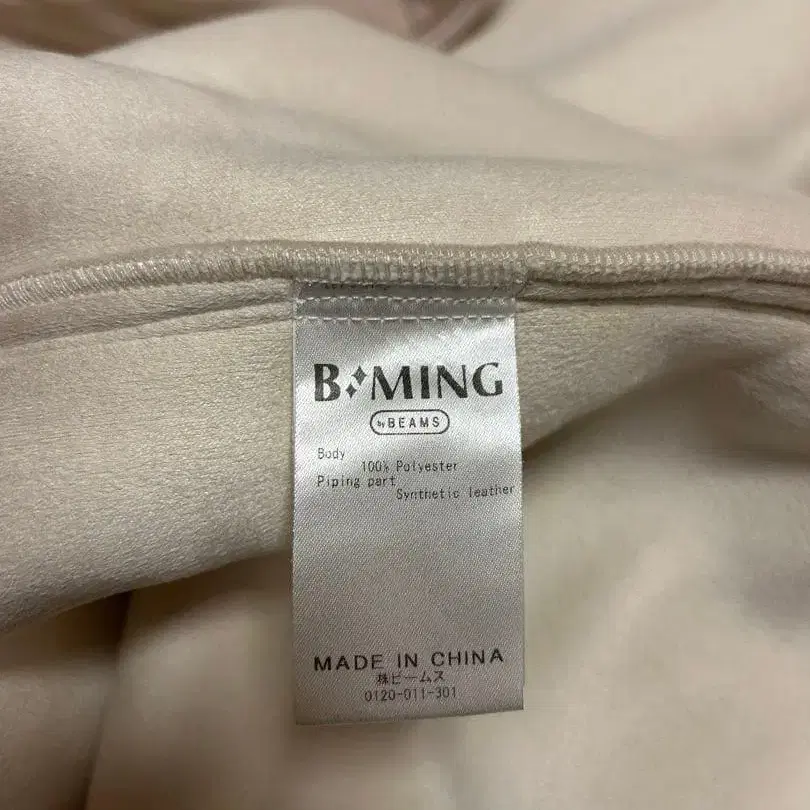 B MING
by BEAMS
Body
100% Polyester
Piping part
Synthetic leather
MADE IN CHINA
株ビームス
0120-011-301